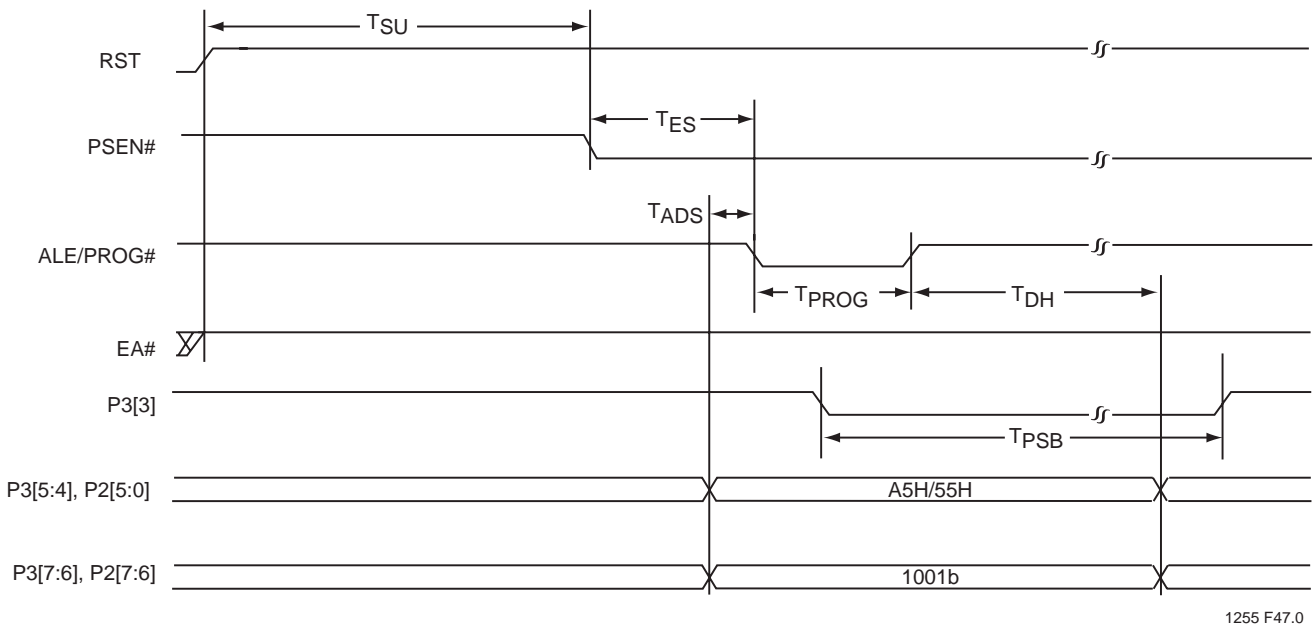 TSU
RST
TES
PSEN#
TADS
ALE/PROG#
TPROG
TDH
EA#
P3[3]
TPSB
P3[5:4], P2[5:0]
A5H/55H
P3[7:6], P2[7:6]
1001b
1255 F47.0